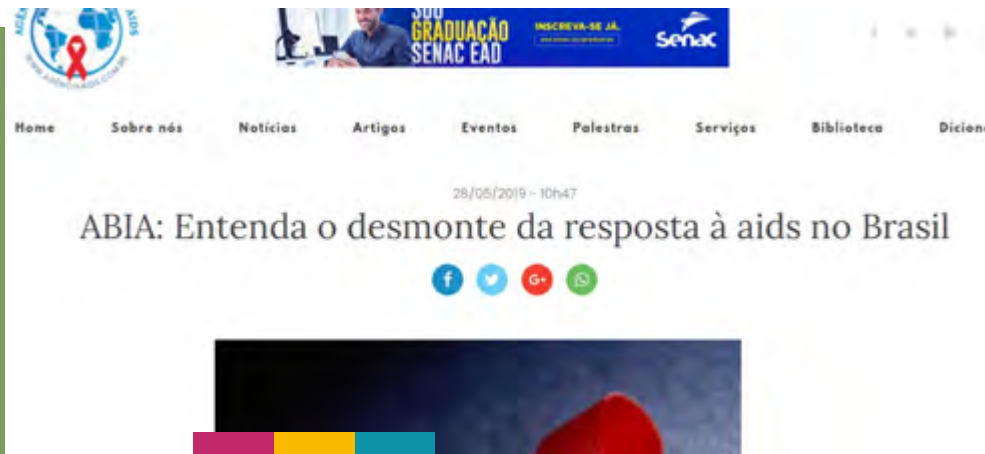 GRADUAÇÃO
SENAC EAD
INSCREVA-SE JÁ.
Senac
Home Sobre nós Notícias Artigos Eventos Palestras Serviços Biblioteca
28/05/2019 - 10h47
ABIA: Entenda o desmonte da resposta à aids no Brasil
f
G+